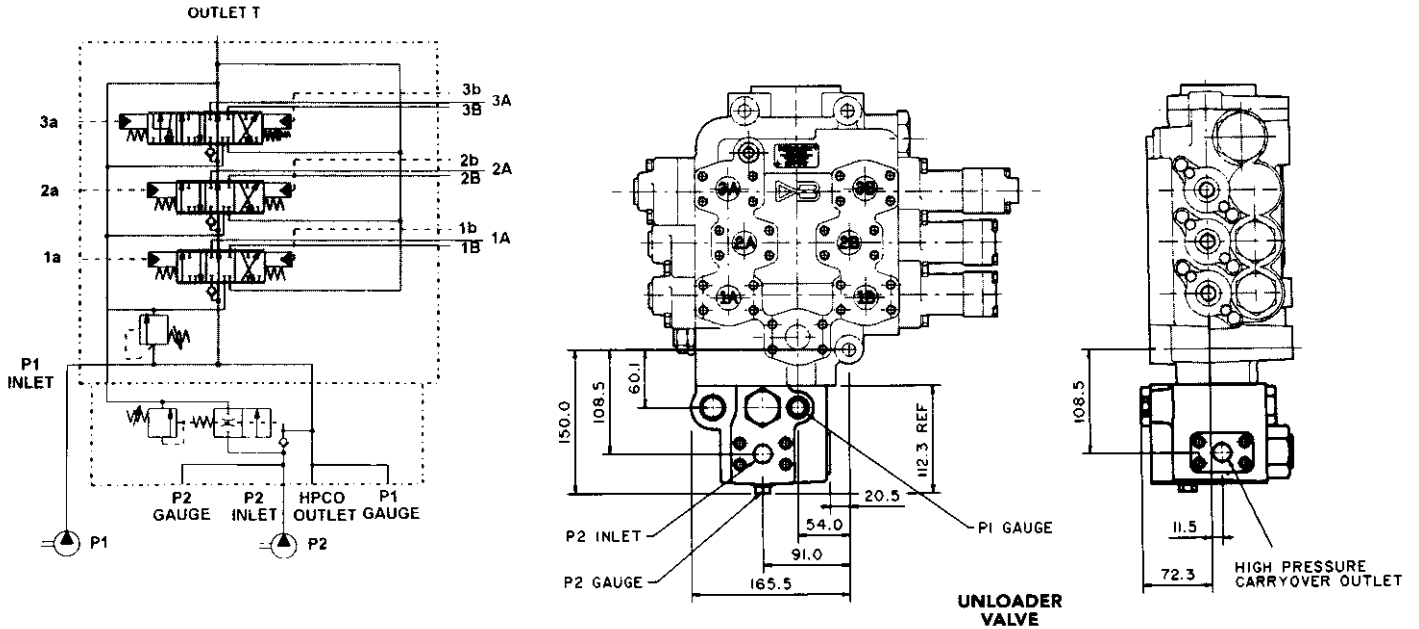 OUTLET T
3b
3A
3B
3a
2b
2A
2B
2a
1b
1A
1B
1a
P1
INLET
P2
GAUGE
P2
INLET
HPCO
OUTLET
P1
GAUGE
P1
P2
3A
3B
2A
2B
1A
1B
150.0
108.5
60.1
112.3 REF
20.5
54.0
91.0
165.5
P2 INLET
P2 GAUGE
P1 GAUGE
UNLOADER
VALVE
108.5
11.5
72.3
HIGH PRESSURE
CARRYOVER OUTLET